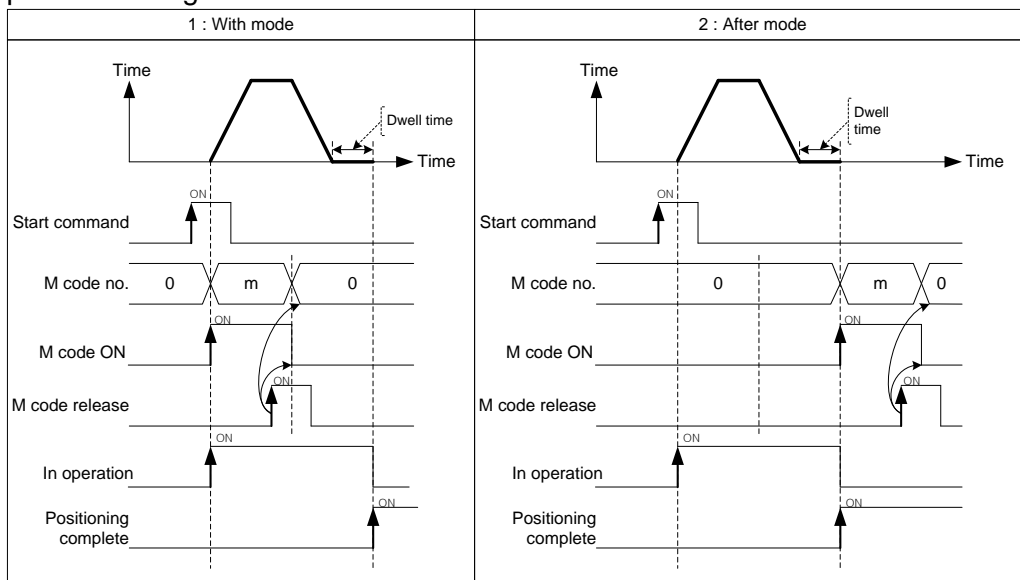 1 : With mode
Time
Dwell time
Time
ON
Start command
M code no.
0
m
0
ON
M code ON
ON
M code release
ON
In operation
ON
Positioning
complete
2 : After mode
Time
Dwell
time
Time
ON
Start command
M code no.
0
m
0
ON
M code ON
ON
M code release
ON
In operation
ON
Positioning
complete